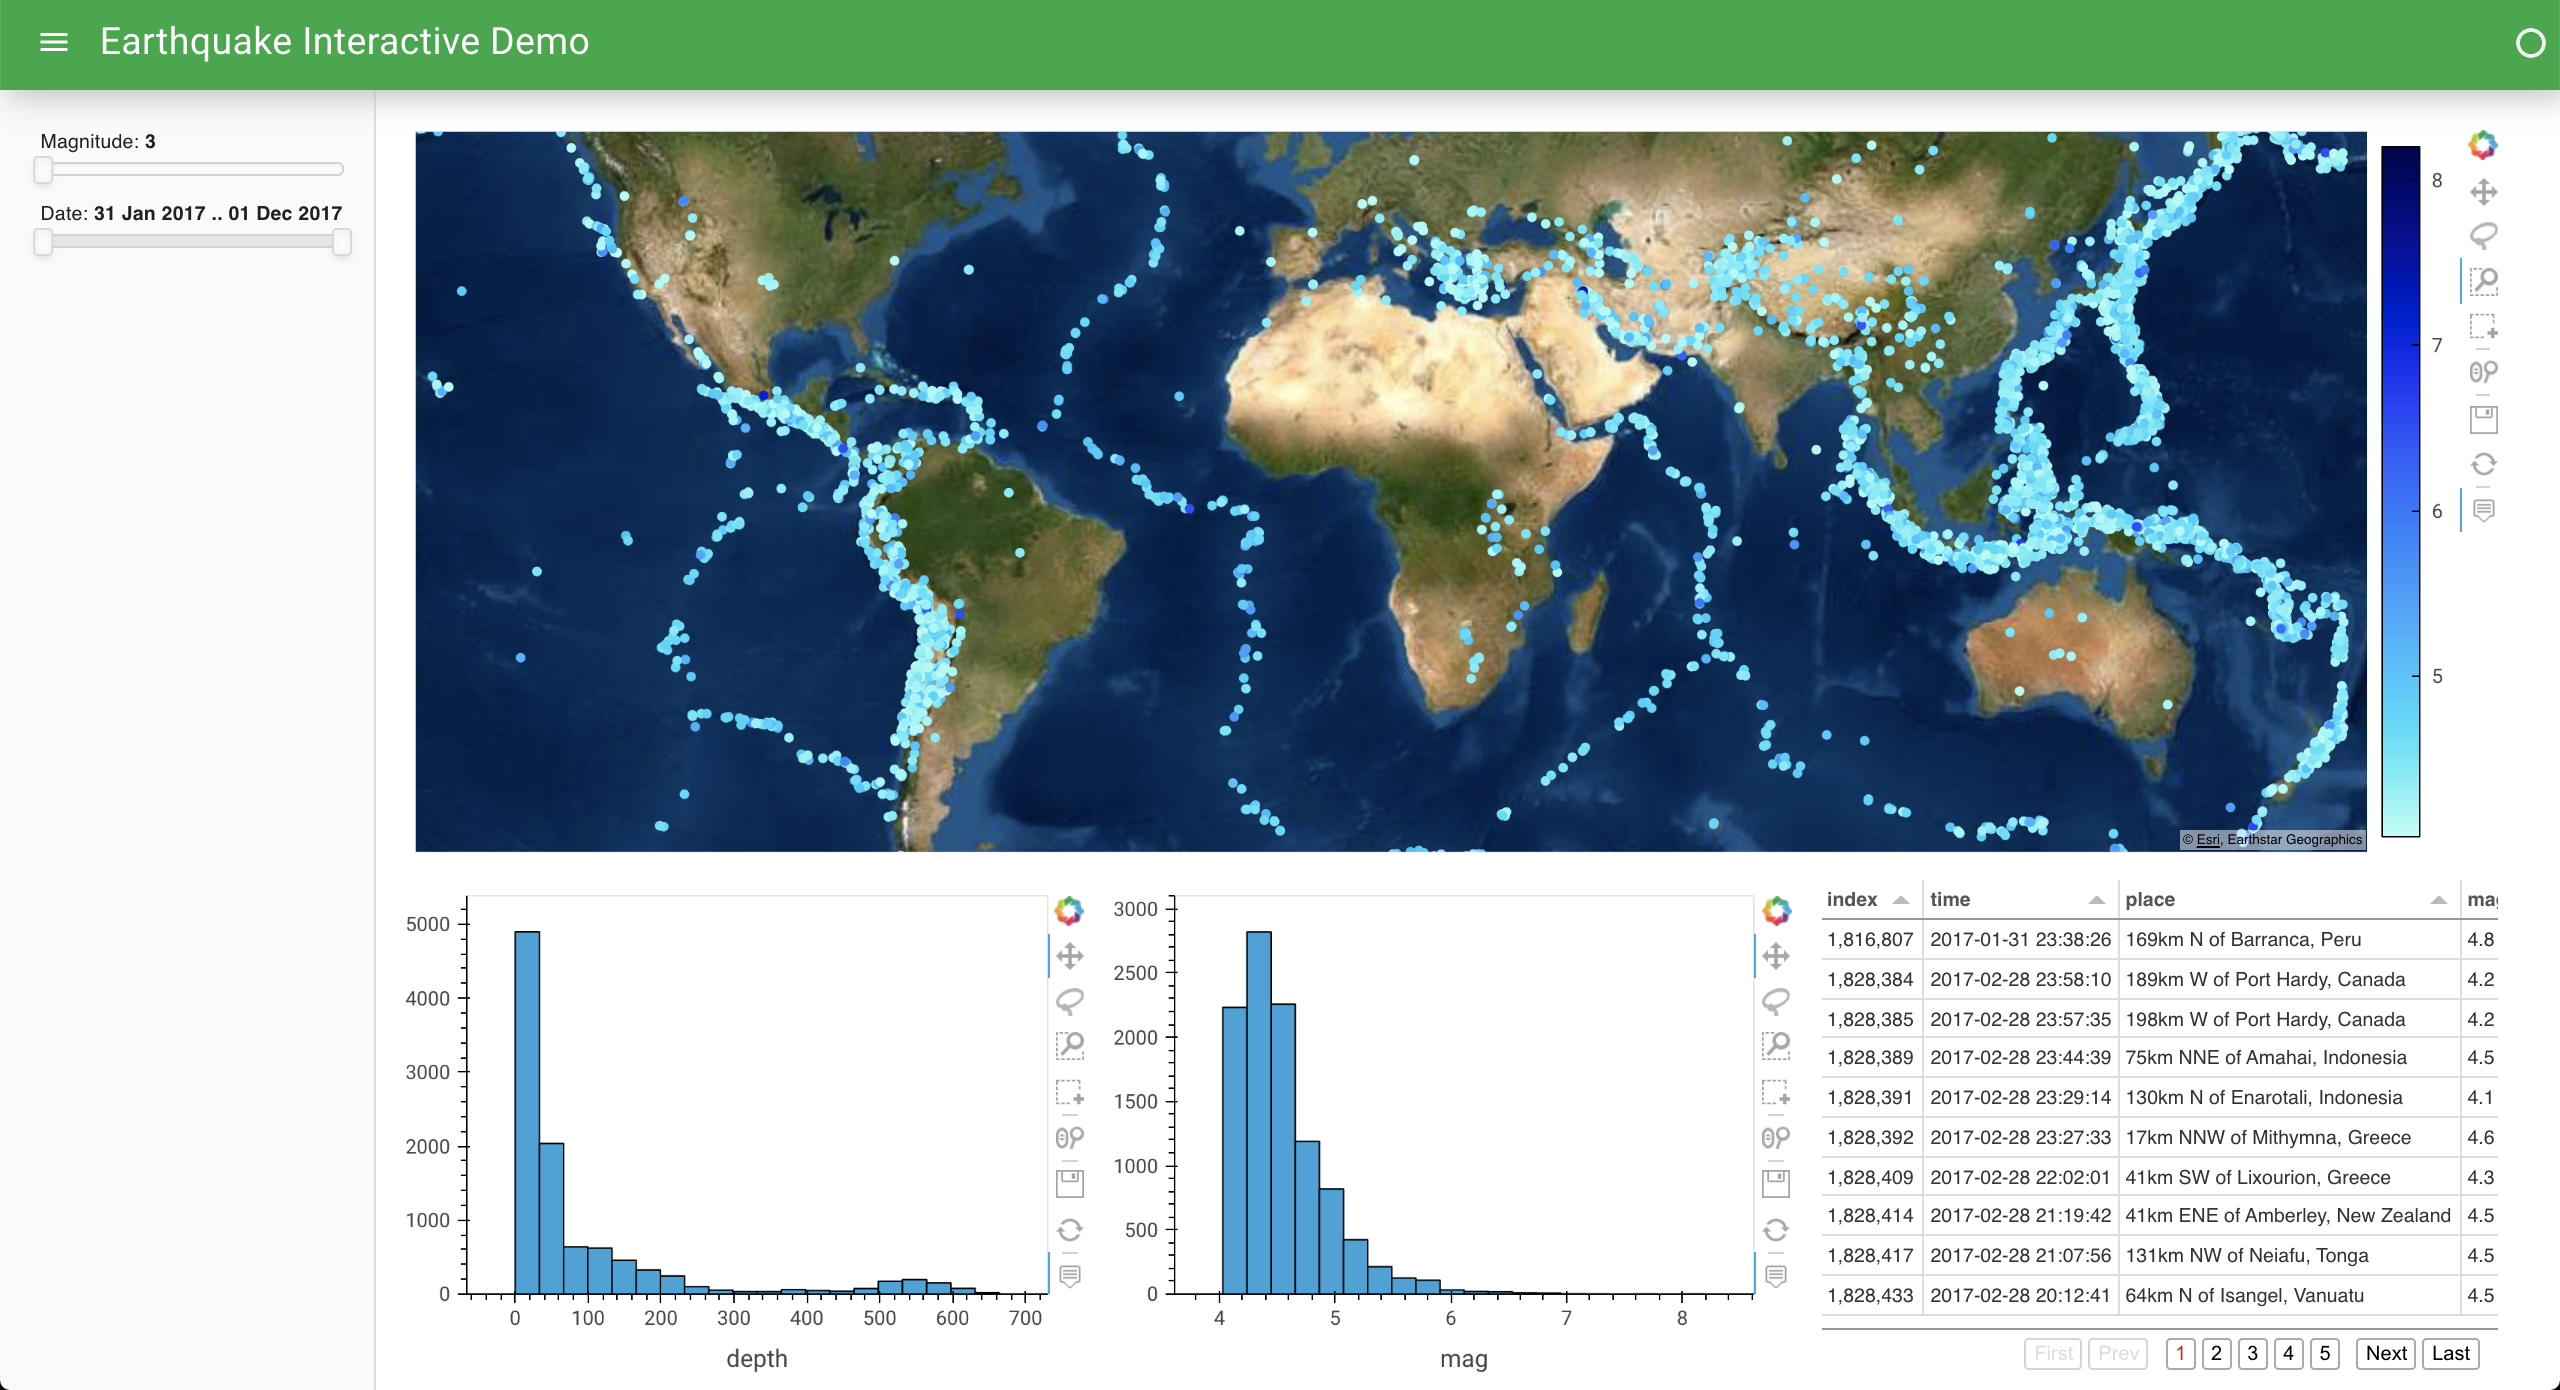 Earthquake Interactive Demo
Magnitude: 3
Date: 31 Jan 2017 .. 01 Dec 2017
8
7
6
5
© Esri, Earthstar Geographics
5000
4000
3000
2000
1000
0
0 100 200 300 400 500 600 700
depth
3000
2500
2000
1500
1000
500
0
4 5 6 7 8
mag
index time place mag
1,816,807 2017-01-31 23:38:26 169km N of Barranca, Peru 4.8
1,828,384 2017-02-28 23:58:10 189km W of Port Hardy, Canada 4.2
1,828,385 2017-02-28 23:57:35 198km W of Port Hardy, Canada 4.2
1,828,389 2017-02-28 23:44:39 75km NNE of Amahai, Indonesia 4.5
1,828,391 2017-02-28 23:29:14 130km N of Enarotali, Indonesia 4.1
1,828,392 2017-02-28 23:27:33 17km NNW of Mithymna, Greece 4.6
1,828,409 2017-02-28 22:02:01 41km SW of Lixourion, Greece 4.3
1,828,414 2017-02-28 21:19:42 41km ENE of Amberley, New Zealand 4.5
1,828,417 2017-02-28 21:07:56 131km NW of Neiafu, Tonga 4.5
1,828,433 2017-02-28 20:12:41 64km N of Isangel, Vanuatu 4.5
First Prev 1 2 3 4 5 Next Last